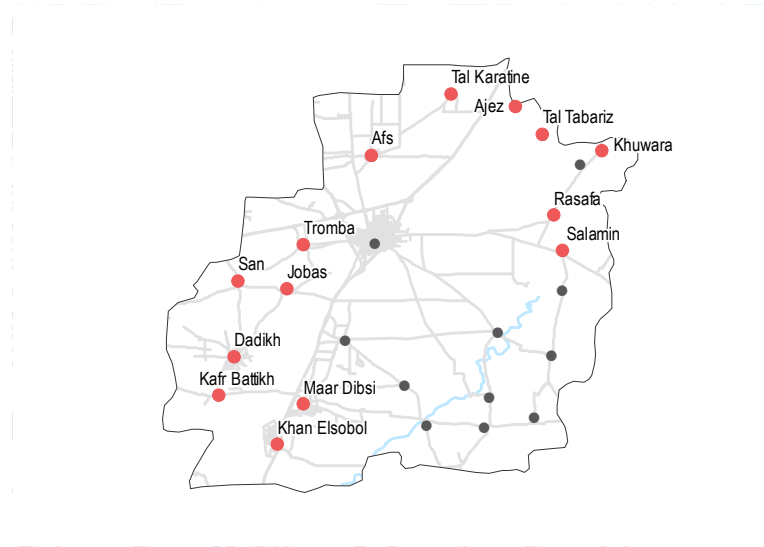 Tal Karatine
Ajez
Tal Tabariz
Afs
Khuwara
Rasafa
Tromba
Salamin
San
Jobas
Dadikh
Kafr Battikh
Maar Dibsi
Khan Elsobol